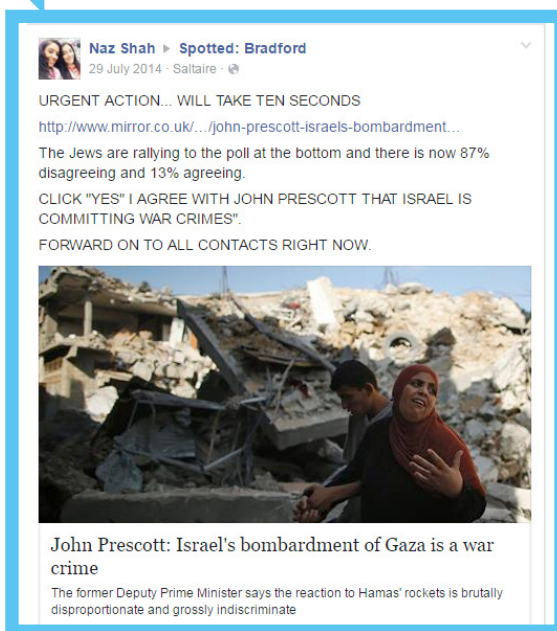 Naz Shah ▸ Spotted: Bradford
29 July 2014 · Saltaire ·
URGENT ACTION... WILL TAKE TEN SECONDS
http://www.mirror.co.uk/…/john-prescott-israels-bombardment…
The Jews are rallying to the poll at the bottom and there is now 87%
disagreeing and 13% agreeing.
CLICK "YES" I AGREE WITH JOHN PRESCOTT THAT ISRAEL IS
COMMITTING WAR CRIMES".
FORWARD ON TO ALL CONTACTS RIGHT NOW.
John Prescott: Israel's bombardment of Gaza is a war
crime
The former Deputy Prime Minister says the reaction to Hamas' rockets is brutally
disproportionate and grossly indiscriminate